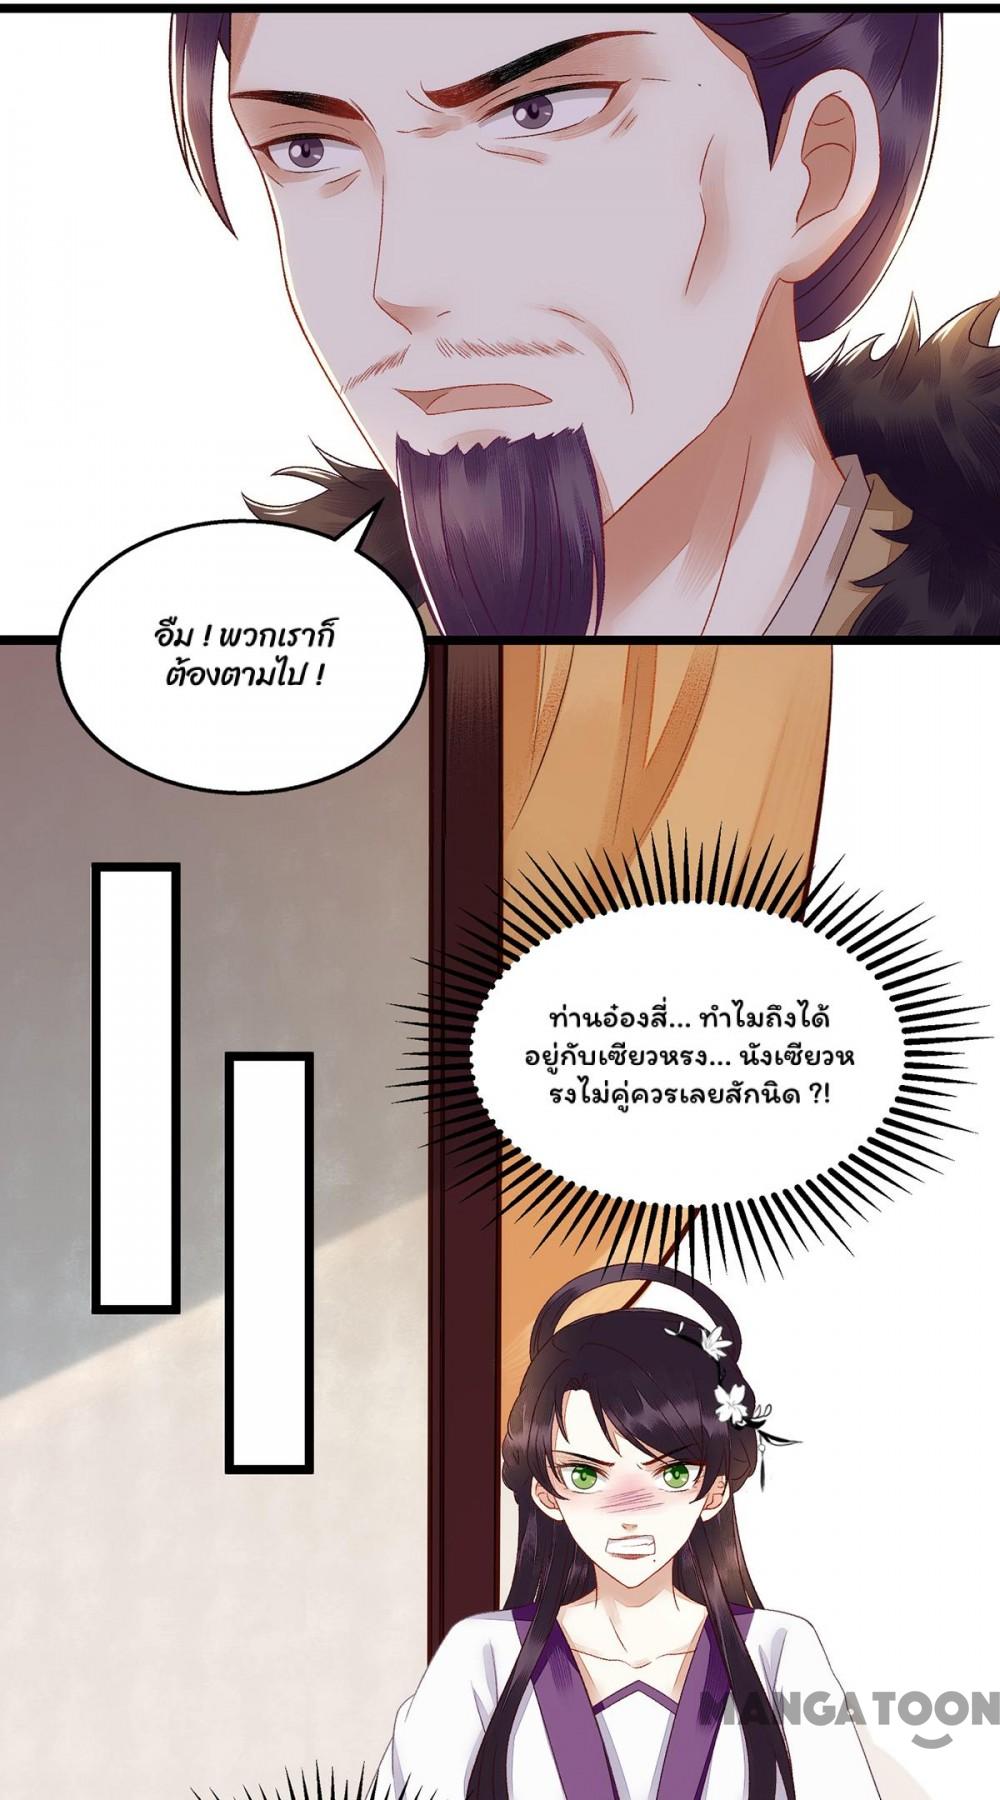 อืม ! พวกเราก็
ต้องตามไป !
ท่านอ๋องสี่... ทำไมถึงได้
อยู่กับเซียวหรง... นังเซียวห
รงไม่คู่ควรเลยสักนิด ?!
MANGATOON